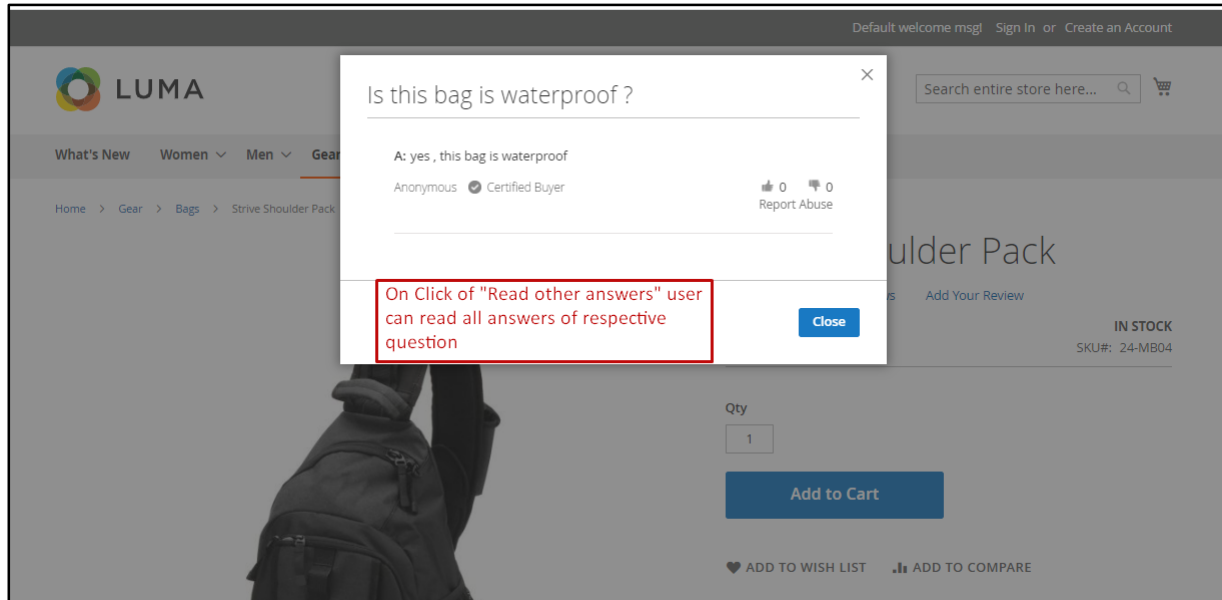 Default welcome msg! Sign In or Create an Account
LUMA
Search entire store here...
What's New Women Men Gear
Home > Gear > Bags > Strive Shoulder Pack
Is this bag is waterproof ?
A: yes , this bag is waterproof
Anonymous Certified Buyer
0 0
Report Abuse
On Click of "Read other answers" user
can read all answers of respective
question
Close
ulder Pack
Add Your Review
IN STOCK
SKU#: 24-MB04
Qty
1
Add to Cart
ADD TO WISH LIST ADD TO COMPARE